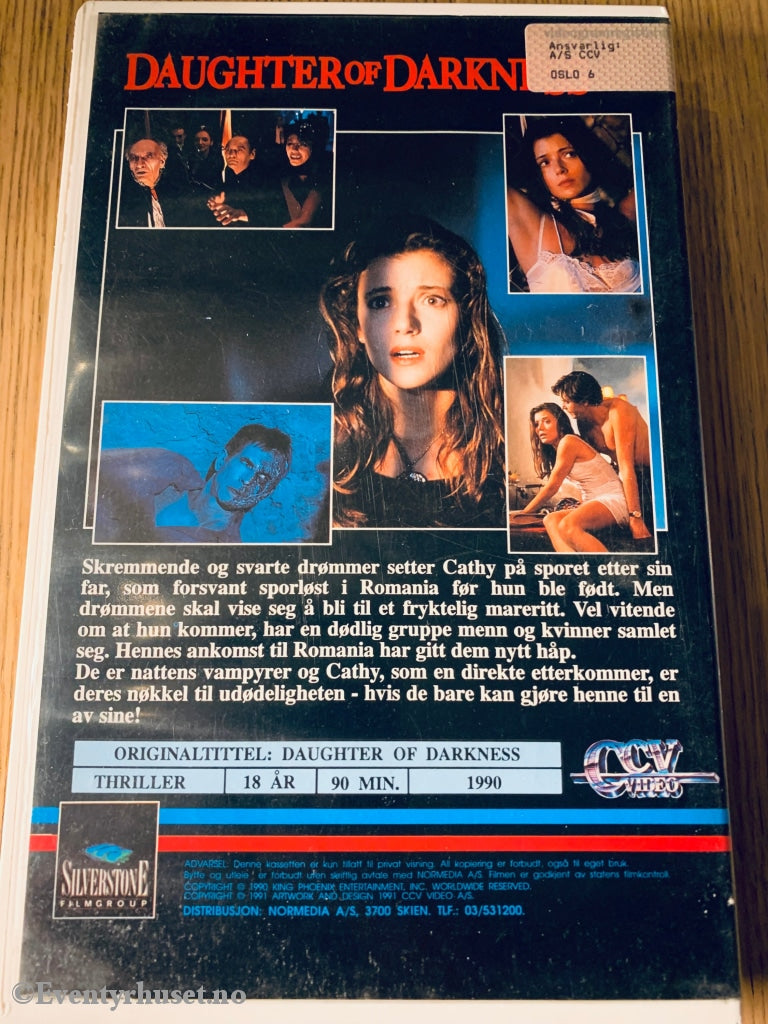 Ansvarlig:
A/S CCV
OSLO 6
DAUGHTER OF DARKNESS
Skremmende og svarte drømmer setter Cathy på sporet etter sin
far, som forsvant sporløst i Romania før hun ble født. Men
drømmene skal vise seg å bli til et fryktelig mareritt. Vel vitende
om at hun kommer, har en dødlig gruppe menn og kvinner samlet
seg. Hennes ankomst til Romania har gitt dem nytt håp.
De er nattens vampyrer og Cathy, som en direkte etterkommer, er
deres nøkkel til udødeligheten - hvis de bare kan gjøre henne til en
av sine!
ORIGINALTITTEL: DAUGHTER OF DARKNESS
THRILLER 18 ÅR 90 MIN. 1990
CCV
VIDEO
SILVERSTONE
FILMGROUP
ADVARSEL: Denne kassetten er kun tillatt til privat visning. All kopiering er forbudt, også til eget bruk.
Bytte og utleie er forbudt uten skriftlig avtale med NORMEDIA A/S. Filmen er godkjent av statens filmkontroll.
COPYRIGHT © 1990 KING PHOENIX ENTERTAINMENT, INC. WORLDWIDE RESERVED.
COPYRIGHT © 1991 ARTWORK AND DESIGN 1991 CCV VIDEO A/S.
DISTRIBUSJON: NORMEDIA A/S, 3700 SKIEN. TLF.: 03/531200.
©Eventyrhuset.no